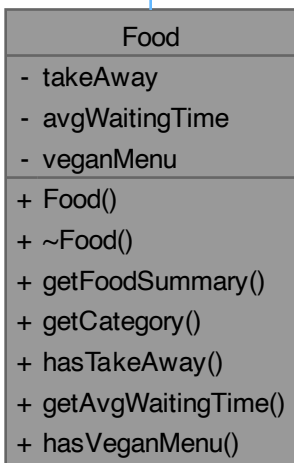 Food
- takeAway
- avgWaitingTime
- veganMenu
+ Food()
+ ~Food()
+ getFoodSummary()
+ getCategory()
+ hasTakeAway()
+ getAvgWaitingTime()
+ hasVeganMenu()